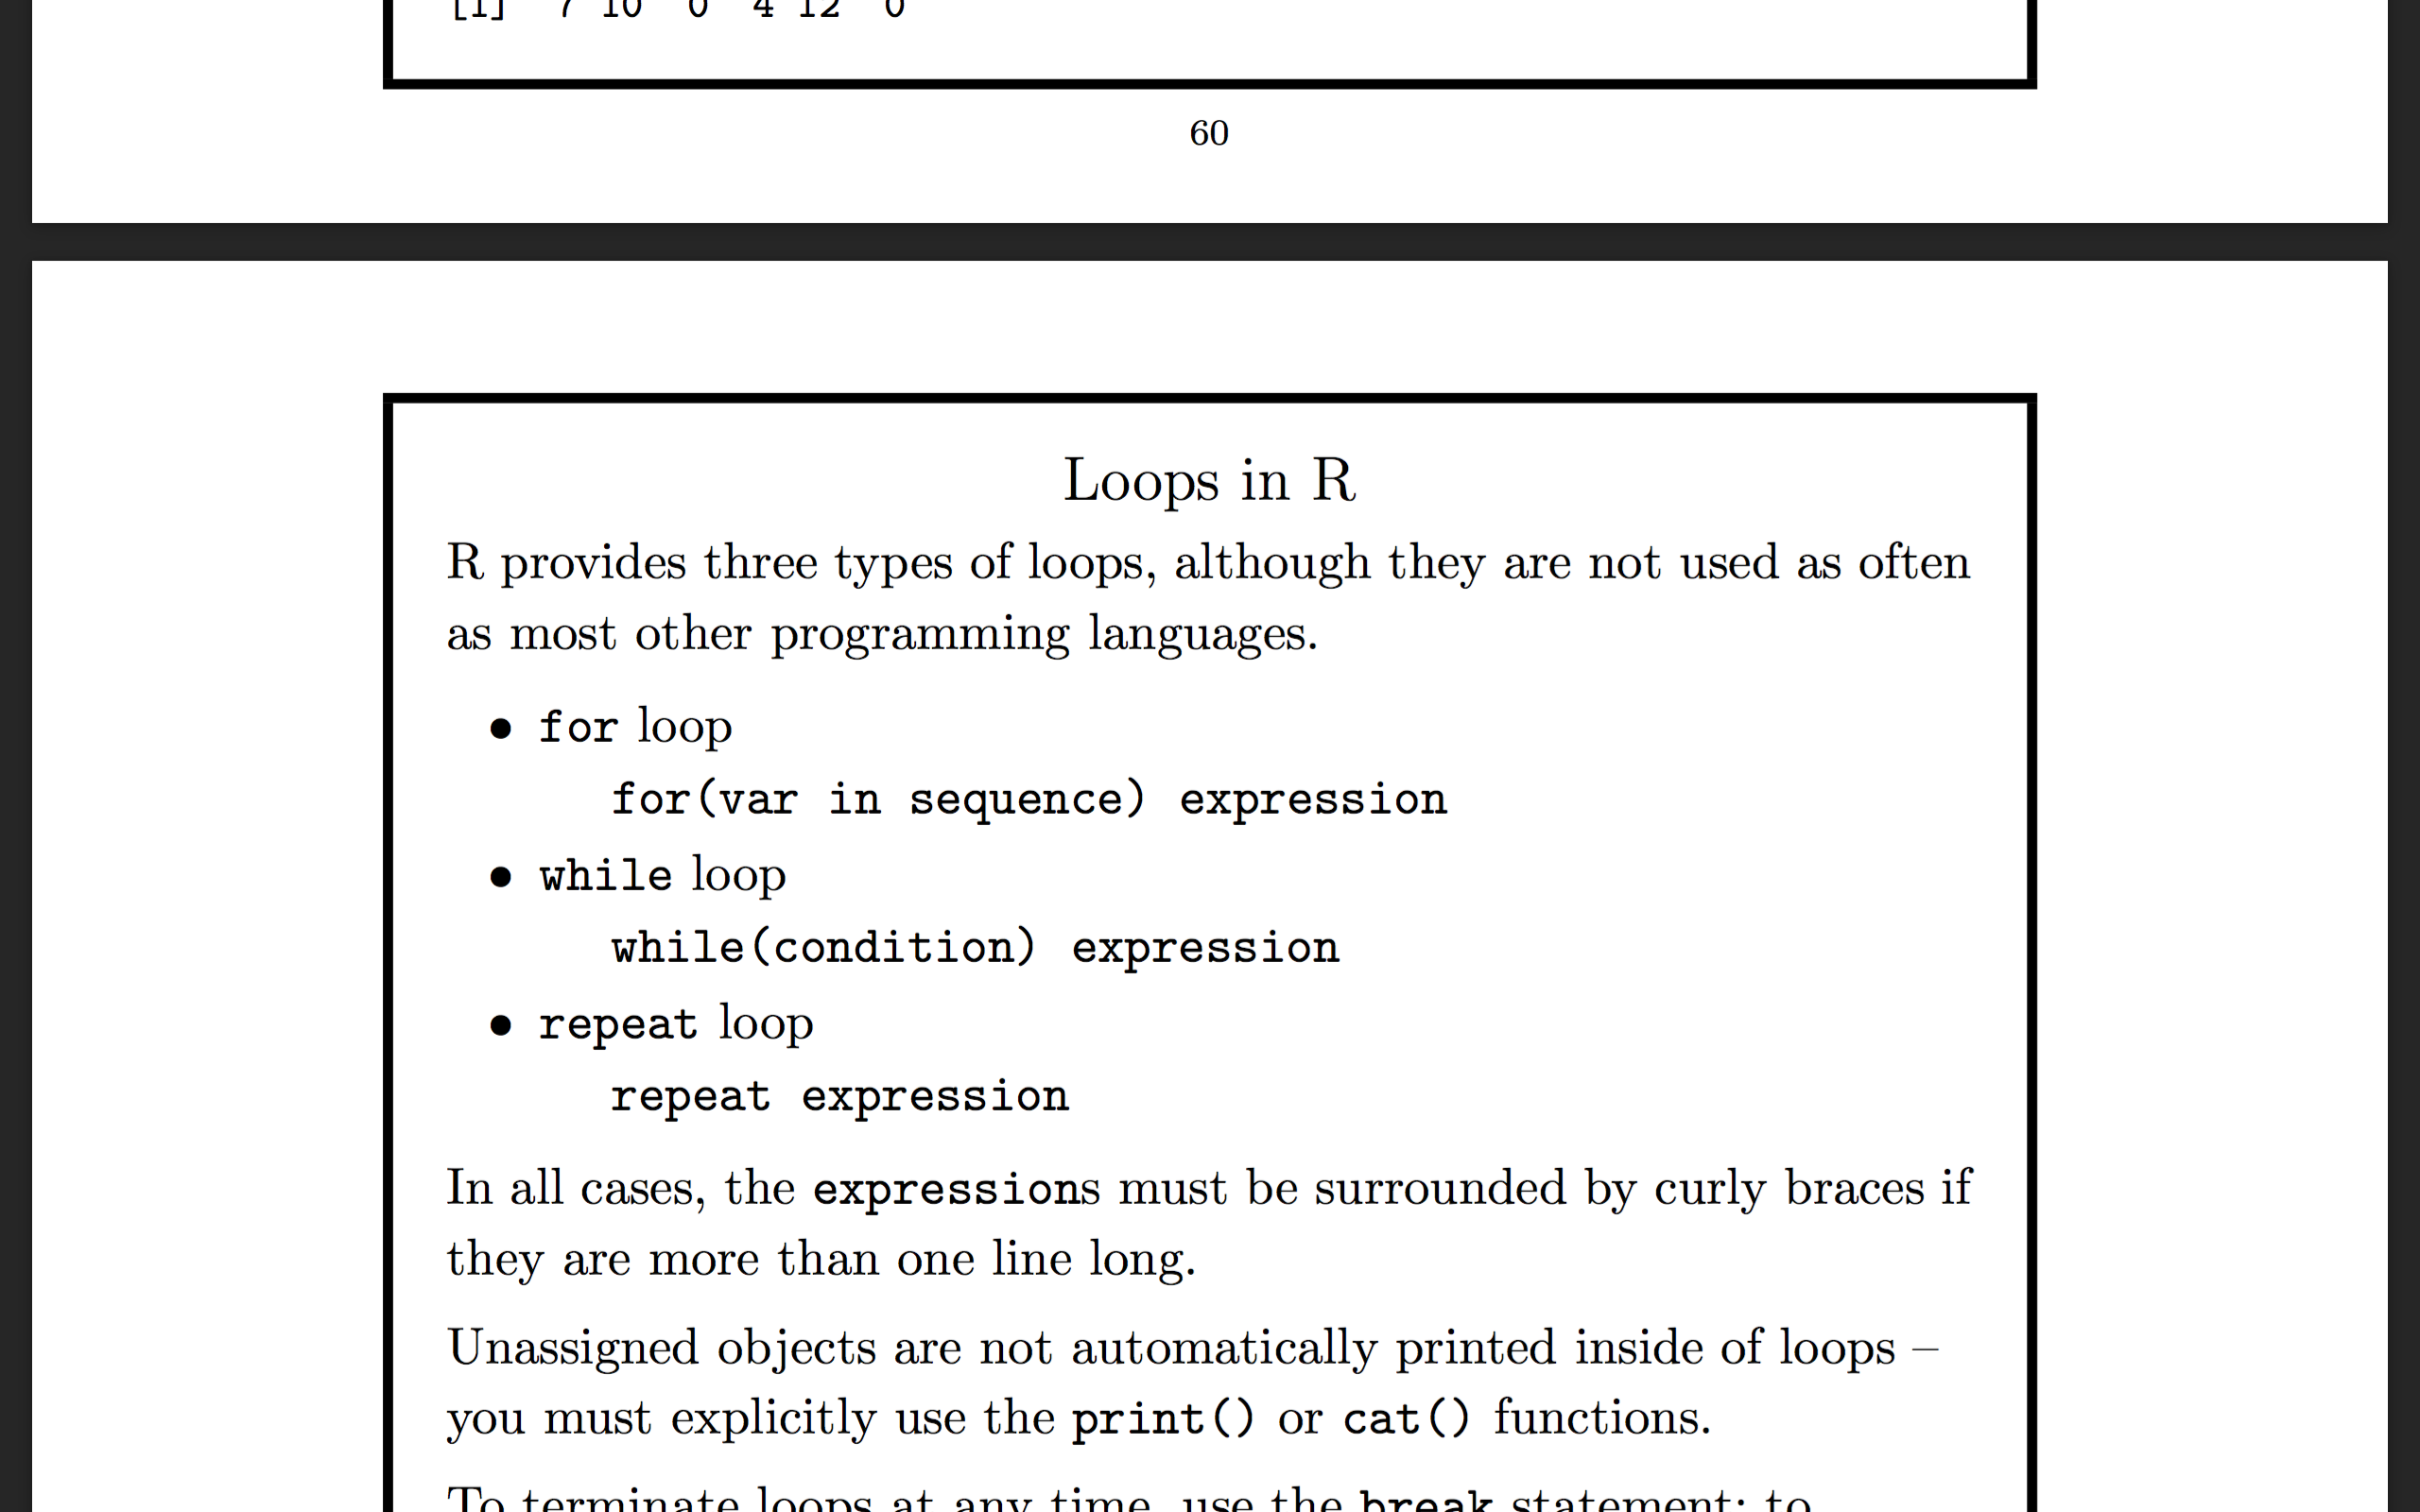 [1] 7 10 0 4 12 0
60
Loops in R
R provides three types of loops, although they are not used as often
as most other programming languages.
• for loop
for(var in sequence) expression
• while loop
while(condition) expression
• repeat loop
repeat expression
In all cases, the expressions must be surrounded by curly braces if
they are more than one line long.
Unassigned objects are not automatically printed inside of loops –
you must explicitly use the print() or cat() functions.
To terminate loops at any time, use the break statement; to